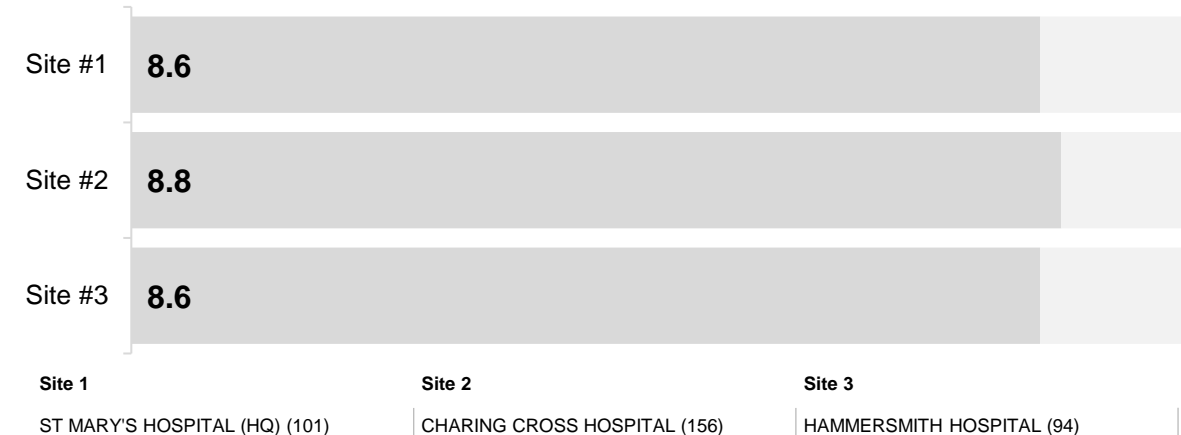 Site #1 8.6
Site #2 8.8
Site #3 8.6
Site 1 Site 2 Site 3
ST MARY'S HOSPITAL (HQ) (101) CHARING CROSS HOSPITAL (156) HAMMERSMITH HOSPITAL (94)